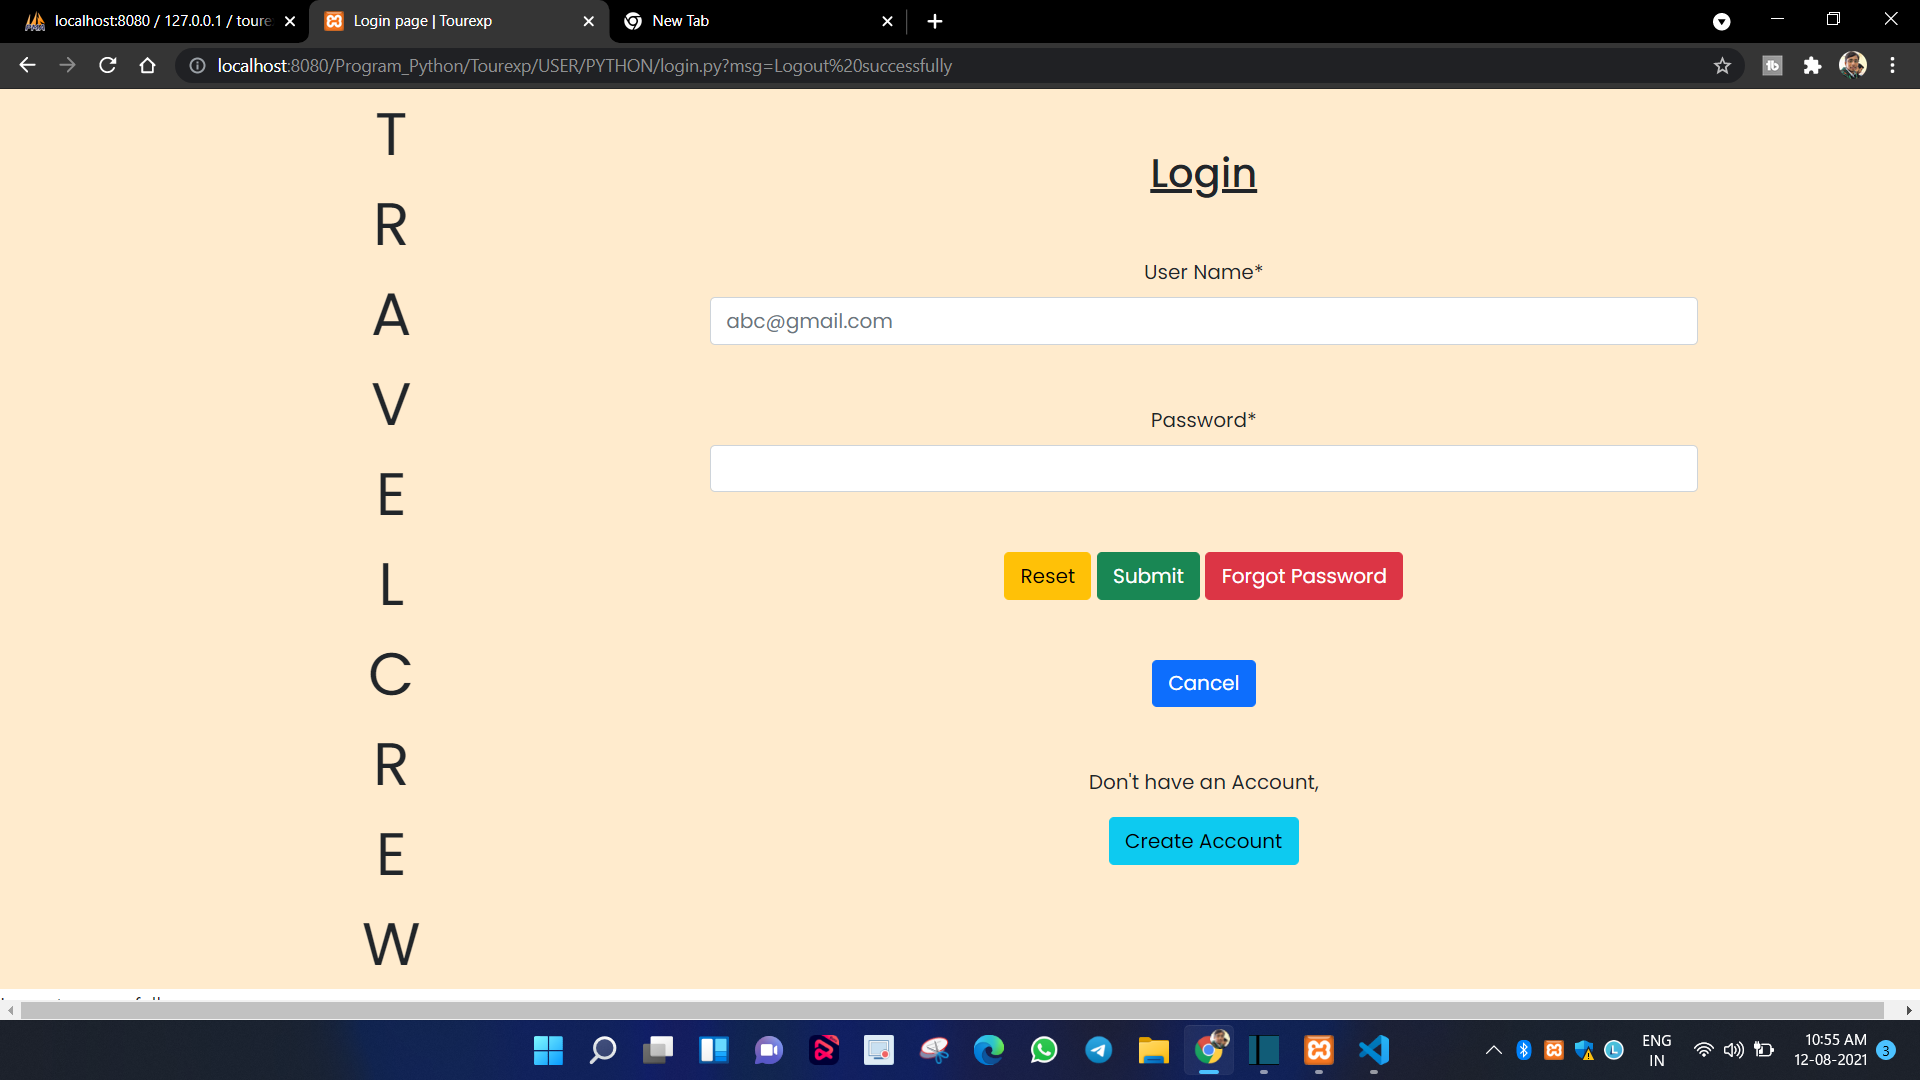 localhost:8080 / 127.0.0.1 / toure
Login page | Tourexp
New Tab
localhost:8080/Program_Python/Tourexp/USER/PYTHON/login.py?msg=Logout%20successfully
T
R
A
V
E
L
C
R
E
W
Login
User Name*
abc@gmail.com
Password*
Reset Submit Forgot Password
Cancel
Don't have an Account,
Create Account
ENG
IN
10:55 AM
12-08-2021
3